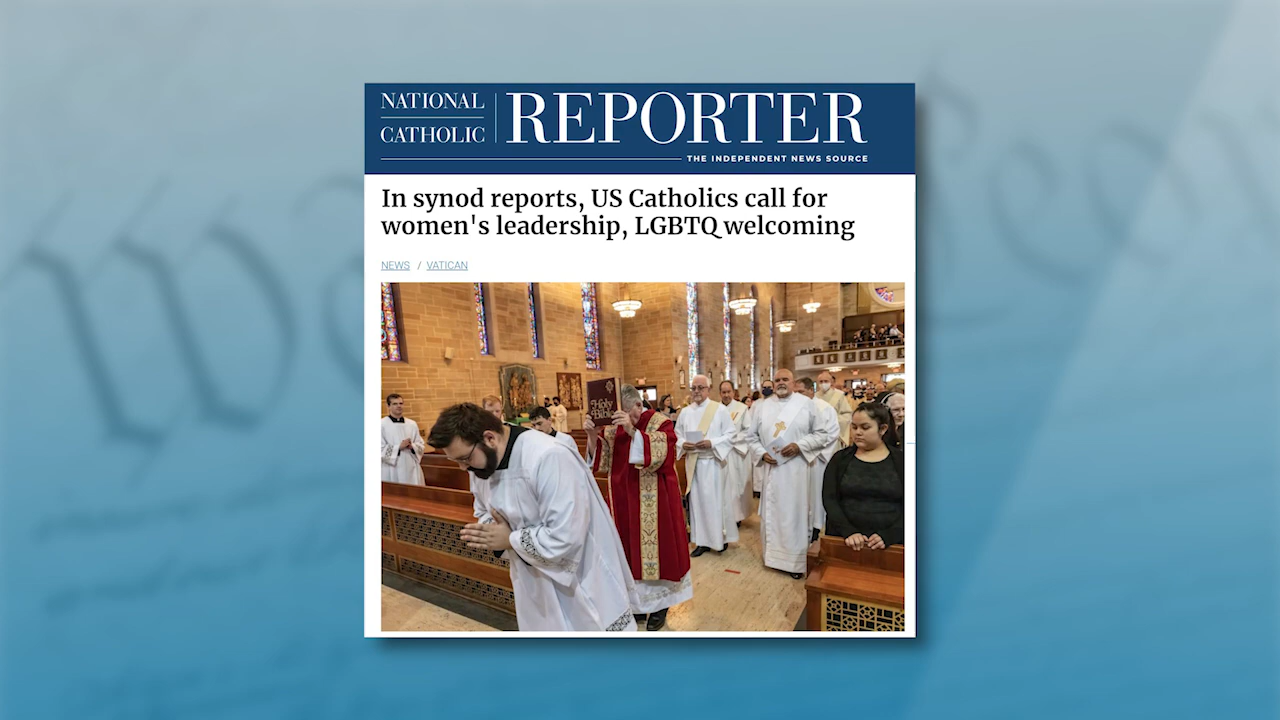 NATIONAL
CATHOLIC
REPORTER
THE INDEPENDENT NEWS SOURCE
In synod reports, US Catholics call for
women's leadership, LGBTQ welcoming
NEWS / VATICAN
Holy
Bible
We